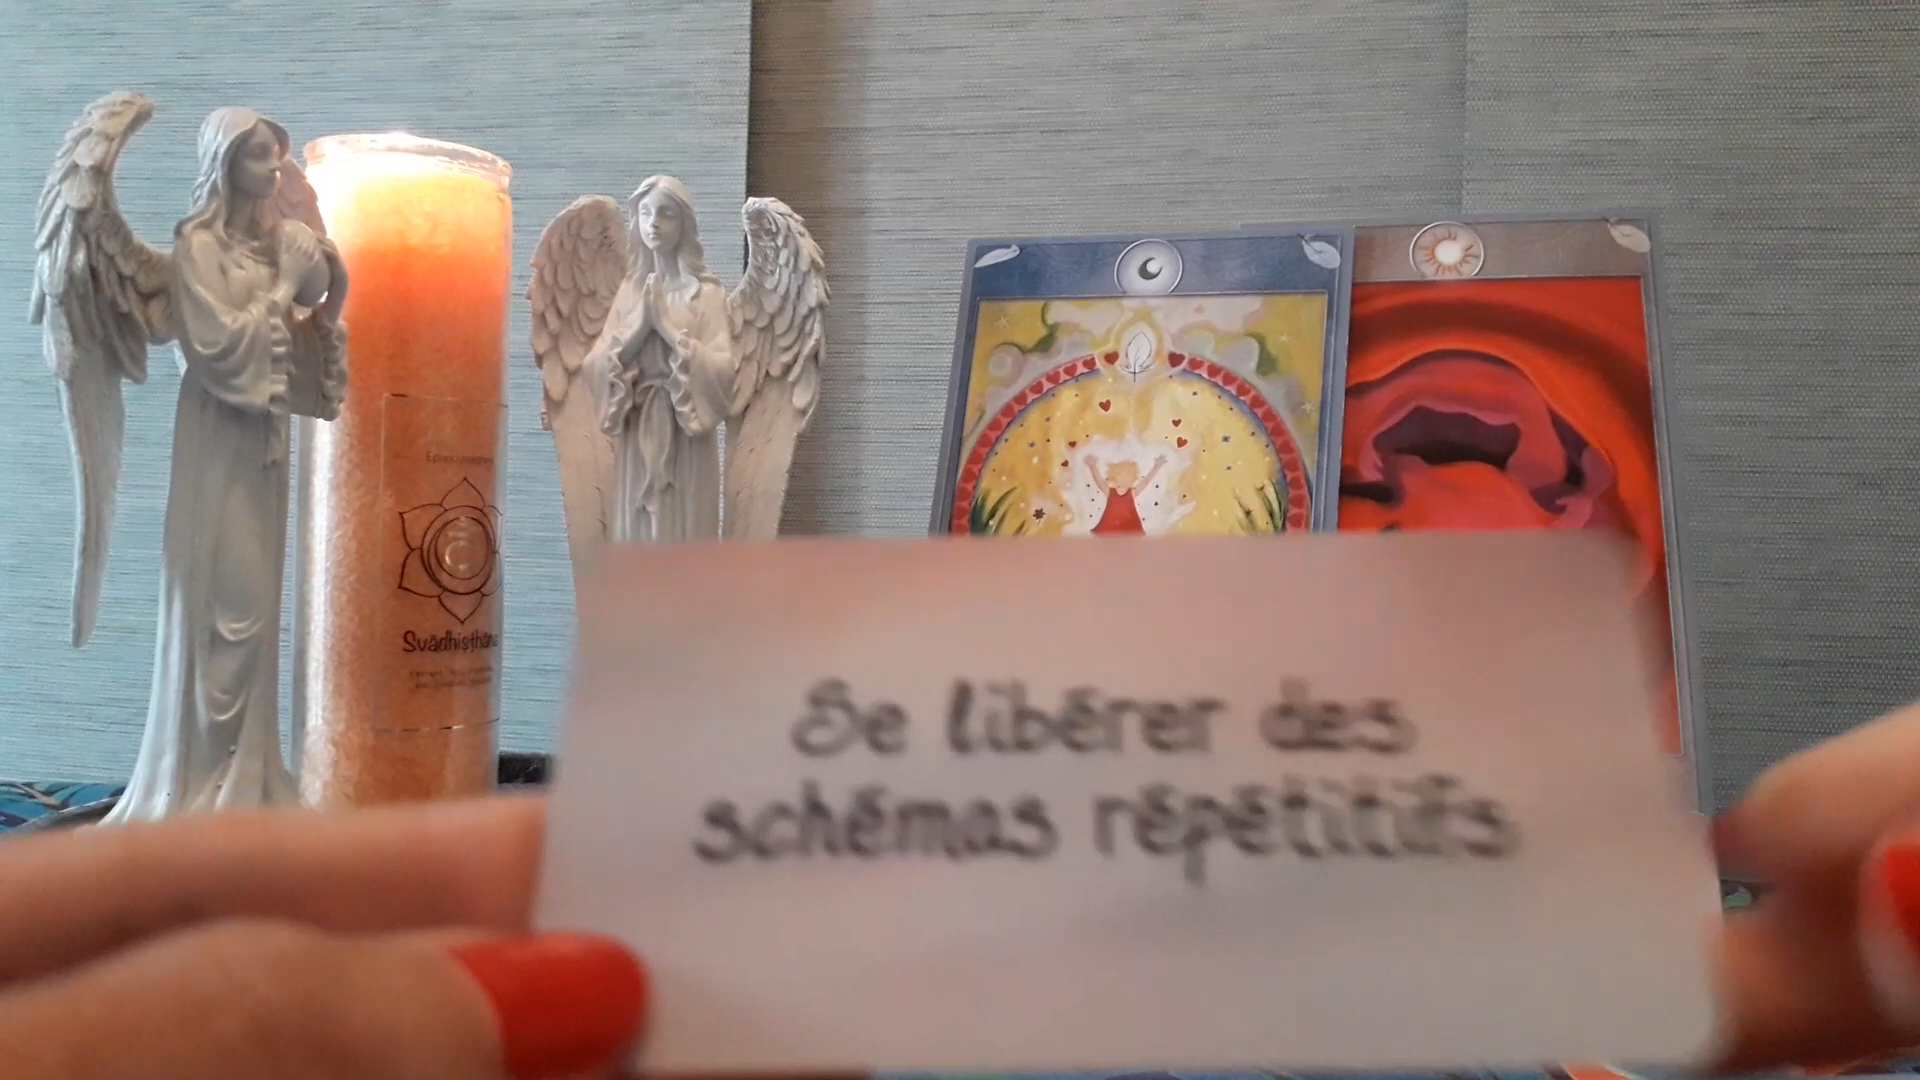 Svādhiṣṭhāna
Se libérer des
schémas répétitifs